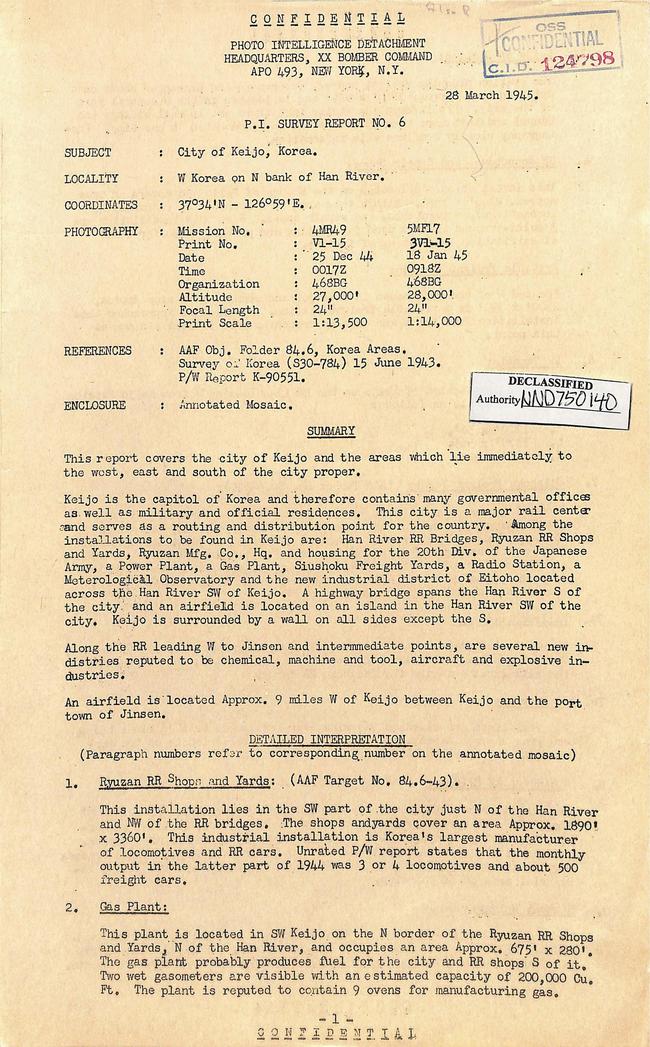 CONFIDENTIAL
OSS
CONFIDENTIAL
C.I.D. 124798
PHOTO INTELLIGENCE DETACHMENT
HEADQUARTERS, XX BOMBER COMMAND
APO 493, NEW YORK, N.Y.
28 March 1945.
P.I. SURVEY REPORT NO. 6
SUBJECT : City of Keijo, Korea.
LOCALITY : W Korea on N bank of Han River.
COORDINATES : 37°34'N - 126°59'E.
PHOTOGRAPHY : Mission No. : 4MR49 5MF17
Print No. : V1-15 3V1-15
Date : 25 Dec 44 18 Jan 45
Time : 0017Z 0918Z
Organization : 468BG 468BG
Altitude : 27,000' 28,000'
Focal Length : 24" 24"
Print Scale : 1:13,500 1:14,000
REFERENCES : AAF Obj. Folder 84.6, Korea Areas.
Survey of Korea (S30-784) 15 June 1943.
P/W Report K-90551.
DECLASSIFIED
Authority NND750140
ENCLOSURE : Annotated Mosaic.
SUMMARY
This report covers the city of Keijo and the areas which lie immediately to
the west, east and south of the city proper.
Keijo is the capitol of Korea and therefore contains many governmental offices
as well as military and official residences. This city is a major rail center
and serves as a routing and distribution point for the country. Among the
installations to be found in Keijo are: Han River RR Bridges, Ryuzan RR Shops
and Yards, Ryuzan Mfg. Co., Hq. and housing for the 20th Div. of the Japanese
Army, a Power Plant, a Gas Plant, Siushoku Freight Yards, a Radio Station, a
Meterological Observatory and the new industrial district of Eitoho located
across the Han River SW of Keijo. A highway bridge spans the Han River S of
the city and an airfield is located on an island in the Han River SW of the
city. Keijo is surrounded by a wall on all sides except the S.
Along the RR leading W to Jinsen and intermmediate points, are several new in-
distries reputed to be chemical, machine and tool, aircraft and explosive in-
dustries.
An airfield is located Approx. 9 miles W of Keijo between Keijo and the port
town of Jinsen.
DETAILED INTERPRETATION
(Paragraph numbers refer to corresponding number on the annotated mosaic)
1. Ryuzan RR Shops and Yards: (AAF Target No. 84.6-43).
This installation lies in the SW part of the city just N of the Han River
and NW of the RR bridges. The shops andyards cover an area Approx. 1890'
x 3360'. This industrial installation is Korea's largest manufacturer
of locomotives and RR cars. Unrated P/W report states that the monthly
output in the latter part of 1944 was 3 or 4 locomotives and about 500
freight cars.
2. Gas Plant:
This plant is located in SW Keijo on the N border of the Ryuzan RR Shops
and Yards, N of the Han River, and occupies an area Approx. 675' x 280'.
The gas plant probably produces fuel for the city and RR shops S of it.
Two wet gasometers are visible with an estimated capacity of 200,000 Cu.
Ft. The plant is reputed to contain 9 ovens for manufacturing gas.
-1-
CONFIDENTIAL